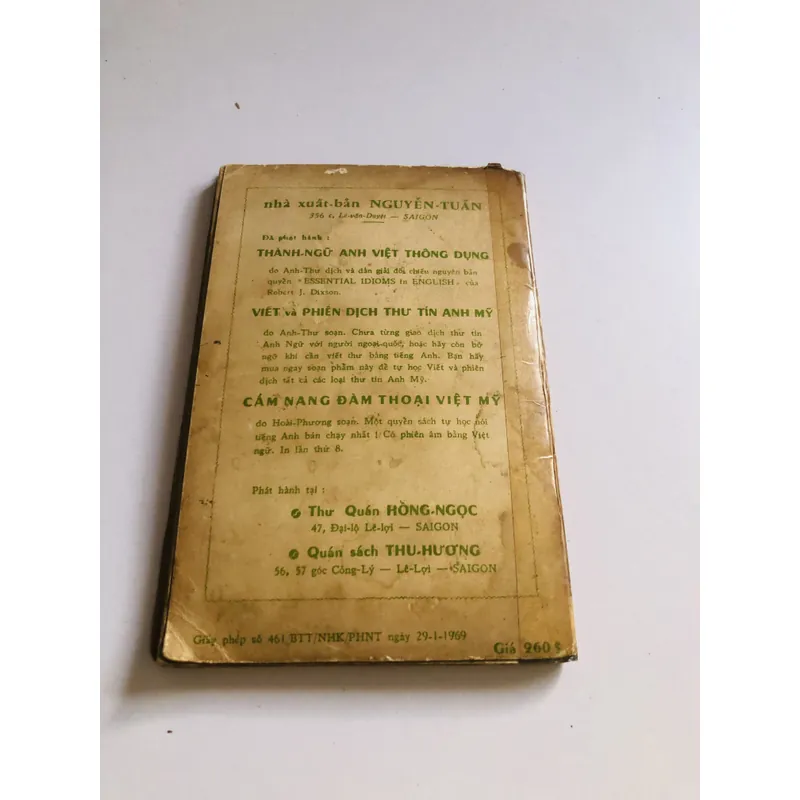 nhà xuất-bản NGUYỄN-TUẤN
556 c, Lê-văn-Duyệt — SAIGON
Đã phát hành :
THÀNH-NGỮ ANH VIỆT THÔNG DỤNG
do Anh-Thư dịch và dẫn giải đối chiếu nguyên bản
quyển "ESSENTIAL IDIOMS in ENGLISH" của
Robert J. Dixson.
VIẾT và PHIÊN DỊCH THƯ TÍN ANH MỸ
do Anh-Thư soạn. Chưa từng giao dịch thư tín
Anh Ngữ với người ngoại-quốc, hoặc hãy còn bỡ
ngỡ khi cần viết thư bằng tiếng Anh. Bạn hãy
mua ngay soạn phẩm này để tự học Viết và phiên
dịch tất cả các loại thư tín Anh Mỹ.
CẨM NANG ĐÀM THOẠI VIỆT MỸ
do Hoài-Phương soạn. Một quyển sách tự học nói
tiếng Anh bán chạy nhất ! Có phiên âm bằng Việt
ngữ. In lần thứ 8.
Phát hành tại :
Thư Quán HỒNG-NGỌC
47, Đại-lộ Lê-lợi — SAIGON
Quán sách THU-HƯƠNG
56, 57 góc Công-Lý — Lê-Lợi — SAIGON
Giấy phép số 461/BTT/NHK/PHNT ngày 29-1-1969
Giá 260$